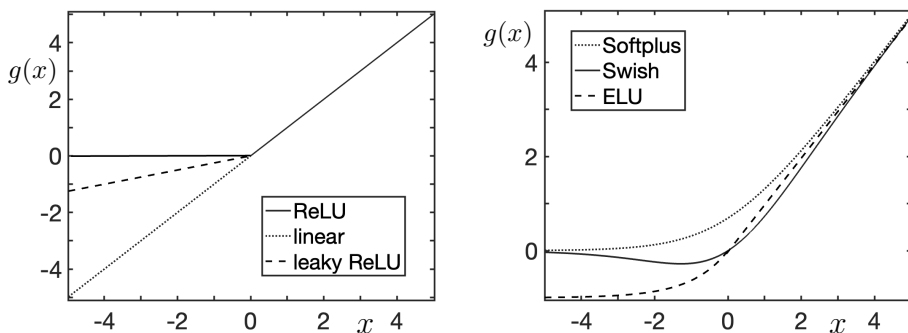 4
g(x)
2
0
-2
-4
ReLU
linear
leaky ReLU
-4 -2 0 2 x 4
g(x)
4
2
0
Softplus
Swish
ELU
-4 -2 0 2 x 4